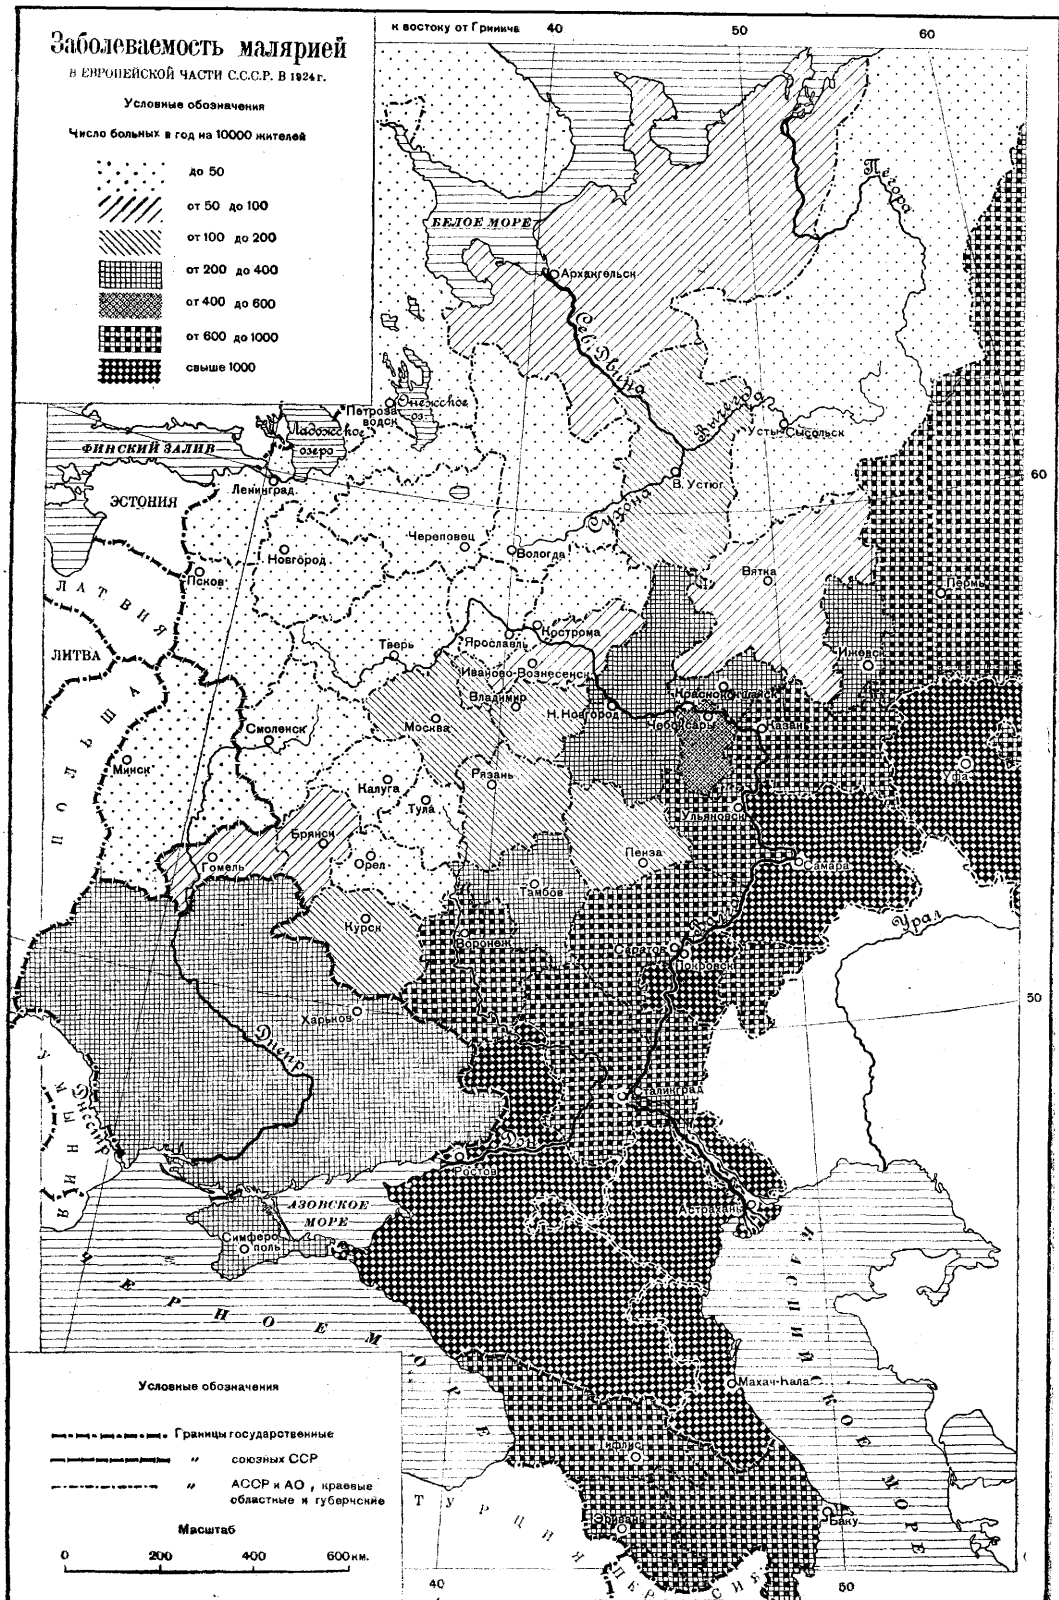 Заболеваемость малярией
В ЕВРОПЕЙСКОЙ ЧАСТИ С.С.С.Р. В 1924 г.
Условные обозначения
Число больных в год на 10000 жителей
до 50
от 50 до 100
от 100 до 200
от 200 до 400
от 400 до 600
от 600 до 1000
свыше 1000
к востоку от Гринича
40
50
60
Печора
БЕЛОЕ МОРЕ
Архангельск
Сев. Двина
Онежское
оз.
Петроза-
водск
Ладожское
озеро
Вычегда
Усть-Сысольск
ФИНСКИЙ ЗАЛИВ
60
Ленинград
В. Устюг
ЭСТОНИЯ
Сухона
Череповец
Вологда
Новгород
Псков
Вятка
Пермь
ЛАТВИЯ
Кострома
Ярославль
Тверь
Ижевск
ЛИТВА
Иваново-Вознесенск
Владимир
Краснококшайск
Н. Новгород
Чебоксары
Казань
Москва
Смоленск
ПОЛЬША
Минск
Уфа
Рязань
Калуга
Тула
Ульяновск
Брянск
Орел
Гомель
Пенза
Самара
Тамбов
Курск
Урал
Воронеж
Саратов
Покровск
50
Харьков
Днепр
Днестр
РУМЫНИЯ
Сталинград
Дон
Ростов
АЗОВСКОЕ
МОРЕ
Астрахань
Симферо-
поль
ЧЕРНОЕ МОРЕ
КАСПИЙСКОЕ МОРЕ
Махач-Кала
Тифлис
Эривань
Баку
ТУРЦИЯ
ПЕРСИЯ
40
50
Условные обозначения
Границы государственные
" союзных ССР
" АССР и АО, краевые
областные и губернские
Масштаб
0 200 400 600 км.